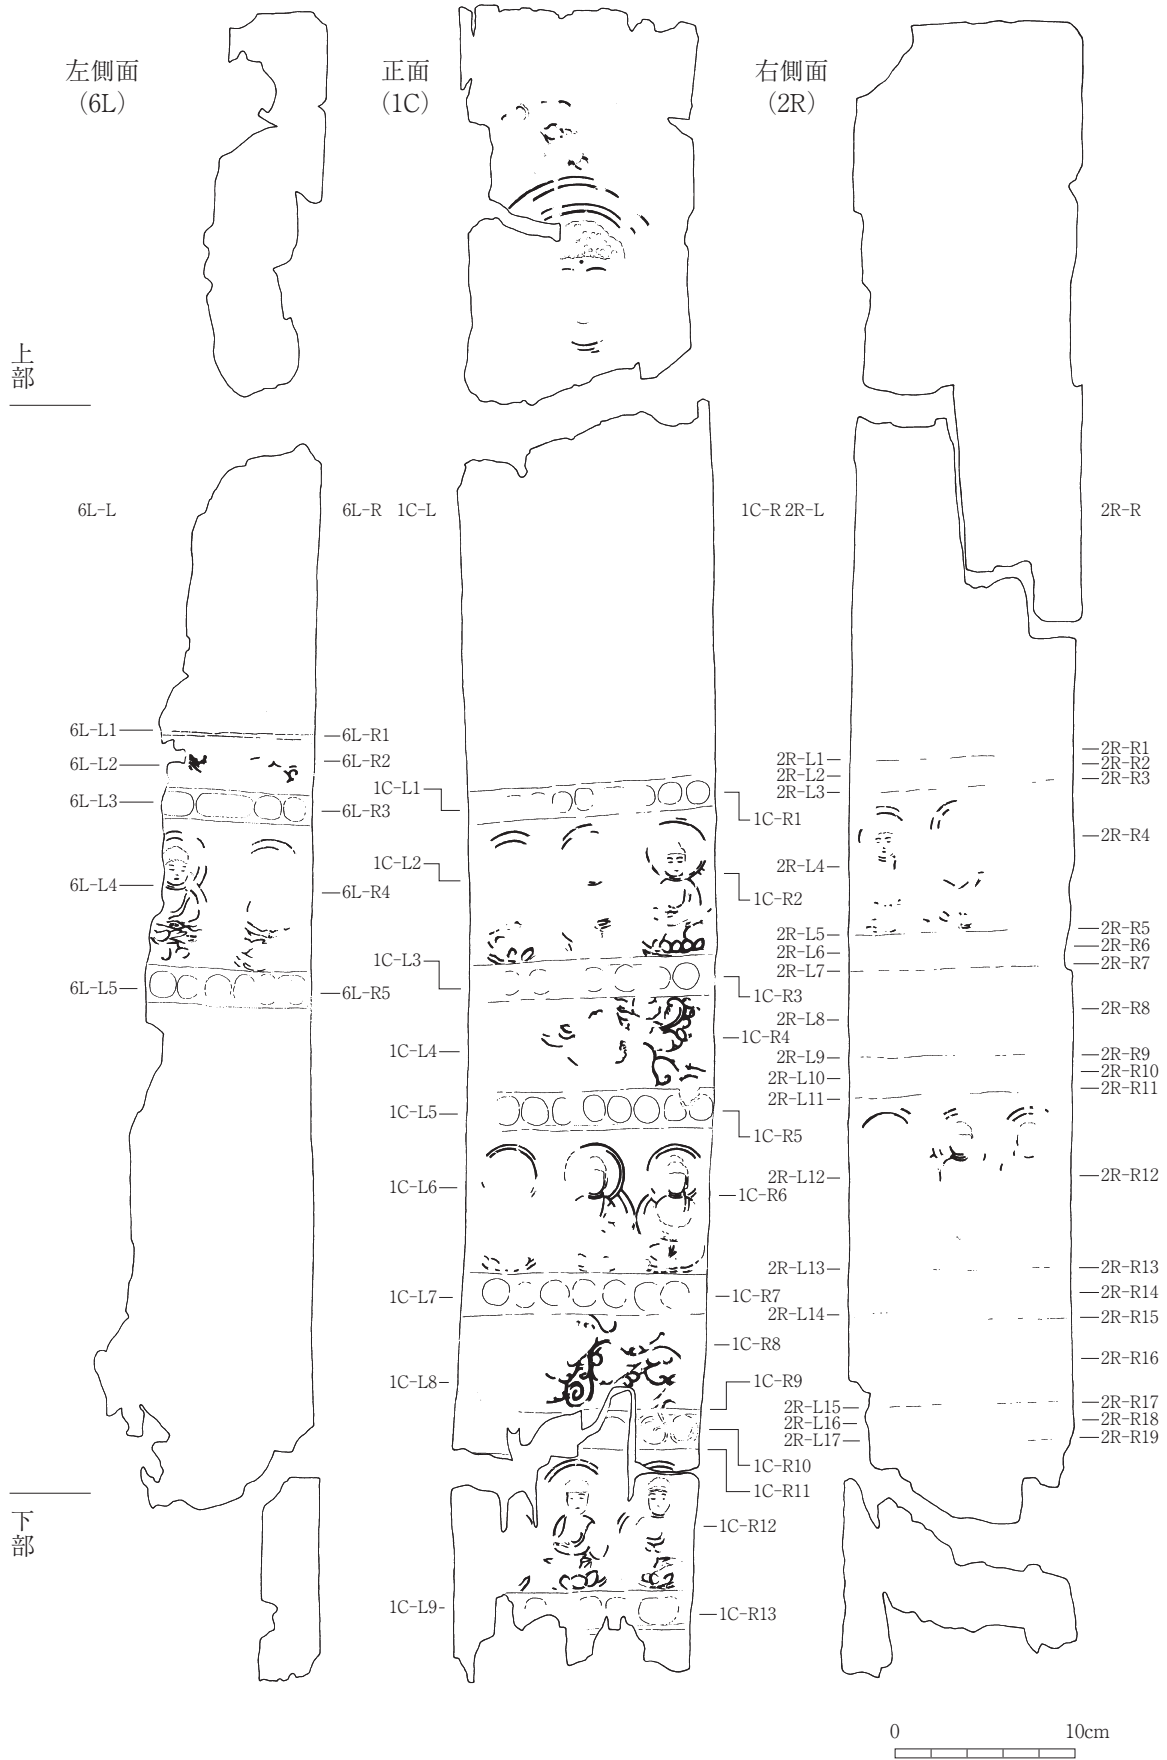 左側面
（6L）
正面
（1C）
右側面
（2R）
上部
6L-L
6L-R
1C-L
1C-R
2R-L
2R-R
6L-L1
6L-L2
6L-L3
6L-L4
6L-L5
6L-R1
6L-R2
6L-R3
6L-R4
6L-R5
1C-L1
1C-L2
1C-L3
1C-L4
1C-L5
1C-L6
1C-L7
1C-L8
1C-L9
1C-R1
1C-R2
1C-R3
1C-R4
1C-R5
1C-R6
1C-R7
1C-R8
1C-R9
1C-R10
1C-R11
1C-R12
1C-R13
2R-L1
2R-L2
2R-L3
2R-L4
2R-L5
2R-L6
2R-L7
2R-L8
2R-L9
2R-L10
2R-L11
2R-L12
2R-L13
2R-L14
2R-L15
2R-L16
2R-L17
2R-R1
2R-R2
2R-R3
2R-R4
2R-R5
2R-R6
2R-R7
2R-R8
2R-R9
2R-R10
2R-R11
2R-R12
2R-R13
2R-R14
2R-R15
2R-R16
2R-R17
2R-R18
2R-R19
下部
0
10cm